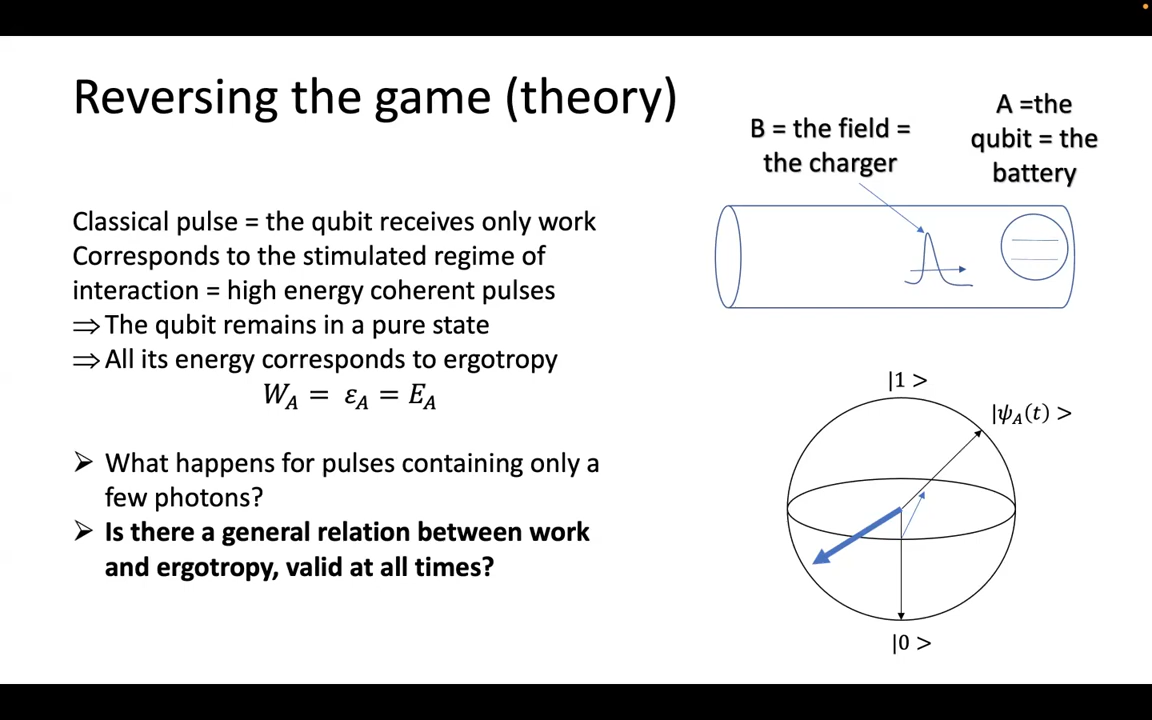 Reversing the game (theory)
B = the field =
the charger
A =the
qubit = the
battery
Classical pulse = the qubit receives only work
Corresponds to the stimulated regime of
interaction = high energy coherent pulses
⇒ The qubit remains in a pure state
⇒ All its energy corresponds to ergotropy
W_A = ε_A = E_A
➢ What happens for pulses containing only a
few photons?
➢ Is there a general relation between work
and ergotropy, valid at all times?
|1 >
|ψ_A(t) >
|0 >